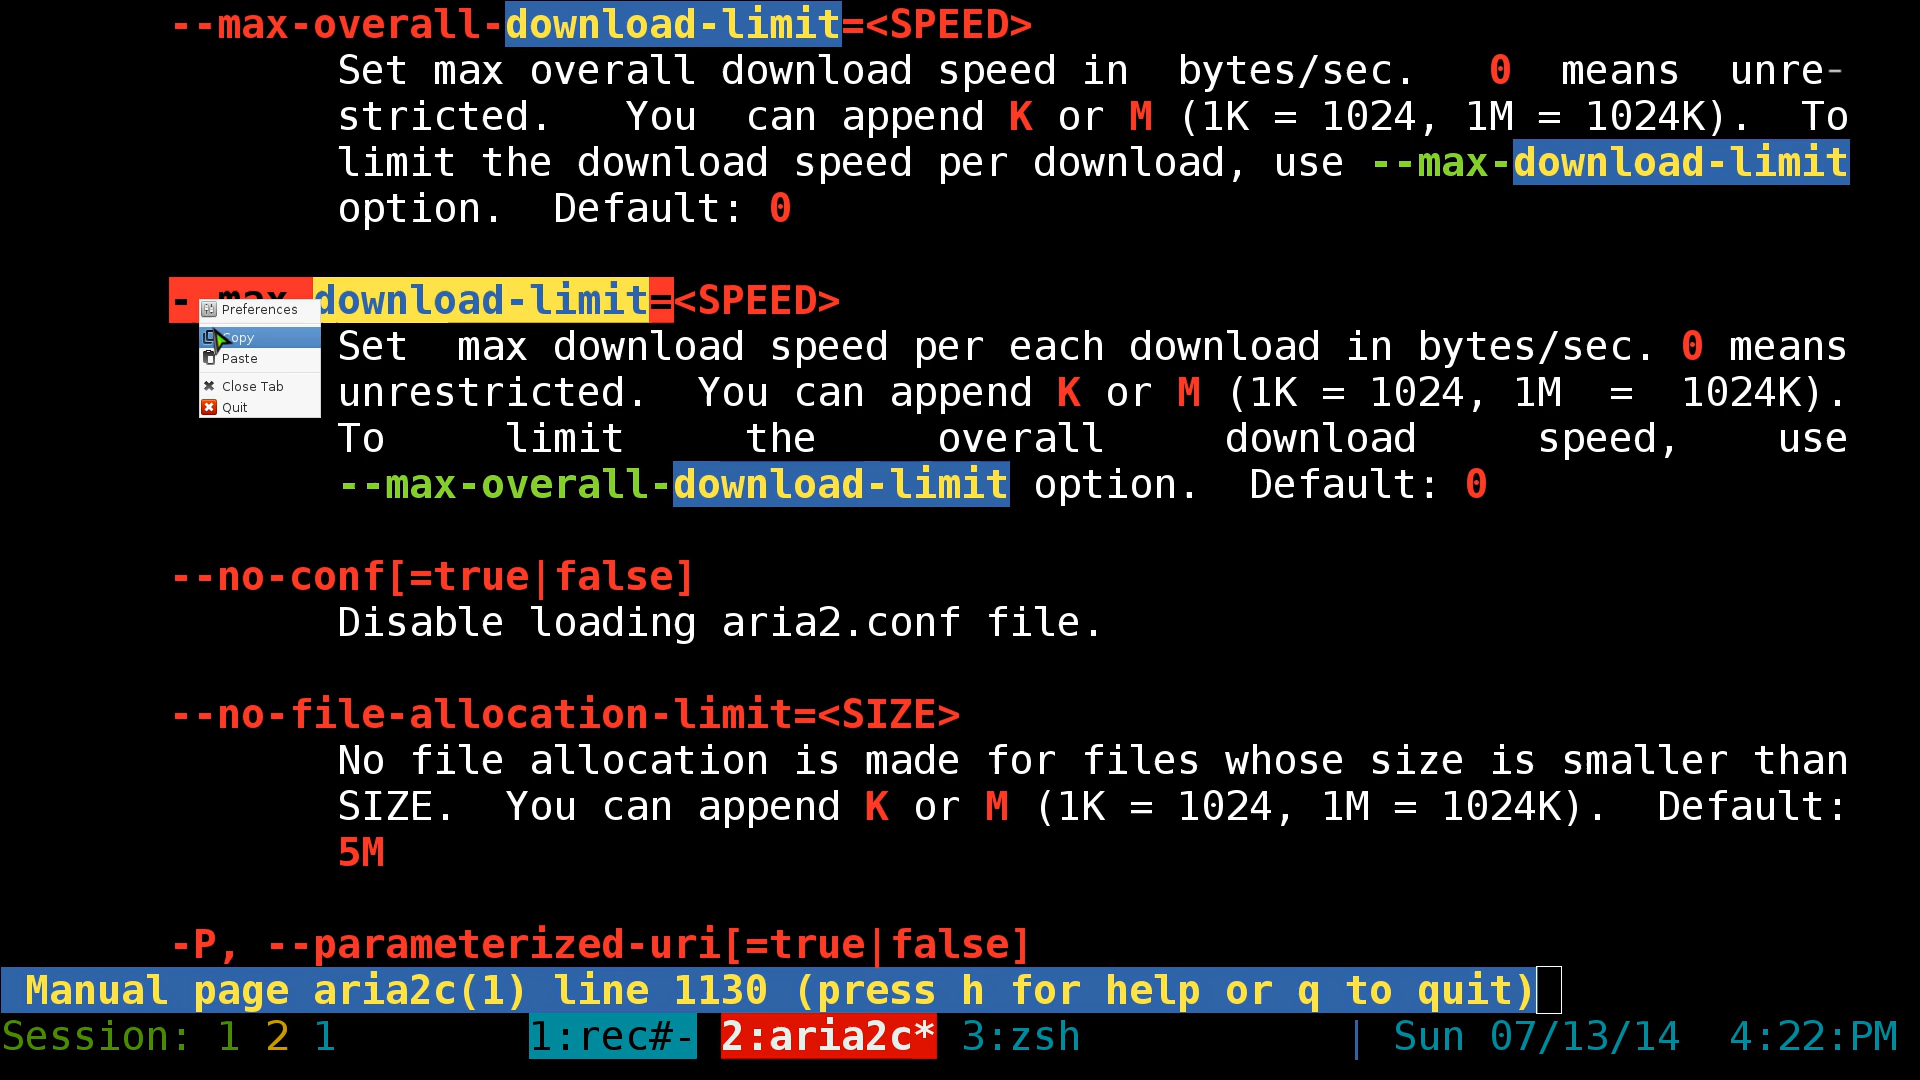 --max-overall-download-limit=<SPEED>
Set max overall download speed in  bytes/sec.   0  means  unre-
stricted.   You  can append K or M (1K = 1024, 1M = 1024K).  To
limit the download speed per download, use --max-download-limit
option.  Default: 0
--max-download-limit=<SPEED>
Preferences
Copy
Paste
Close Tab
Quit
Set  max download speed per each download in bytes/sec. 0 means
unrestricted.  You can append K or M (1K = 1024, 1M  =  1024K).
To     limit     the     overall     download     speed,    use
--max-overall-download-limit option.  Default: 0
--no-conf[=true|false]
Disable loading aria2.conf file.
--no-file-allocation-limit=<SIZE>
No file allocation is made for files whose size is smaller than
SIZE.  You can append K or M (1K = 1024, 1M = 1024K).  Default:
5M
-P, --parameterized-uri[=true|false]
Manual page aria2c(1) line 1130 (press h for help or q to quit)
Session: 1 2 1 1:rec#- 2:aria2c* 3:zsh | Sun 07/13/14  4:22:PM